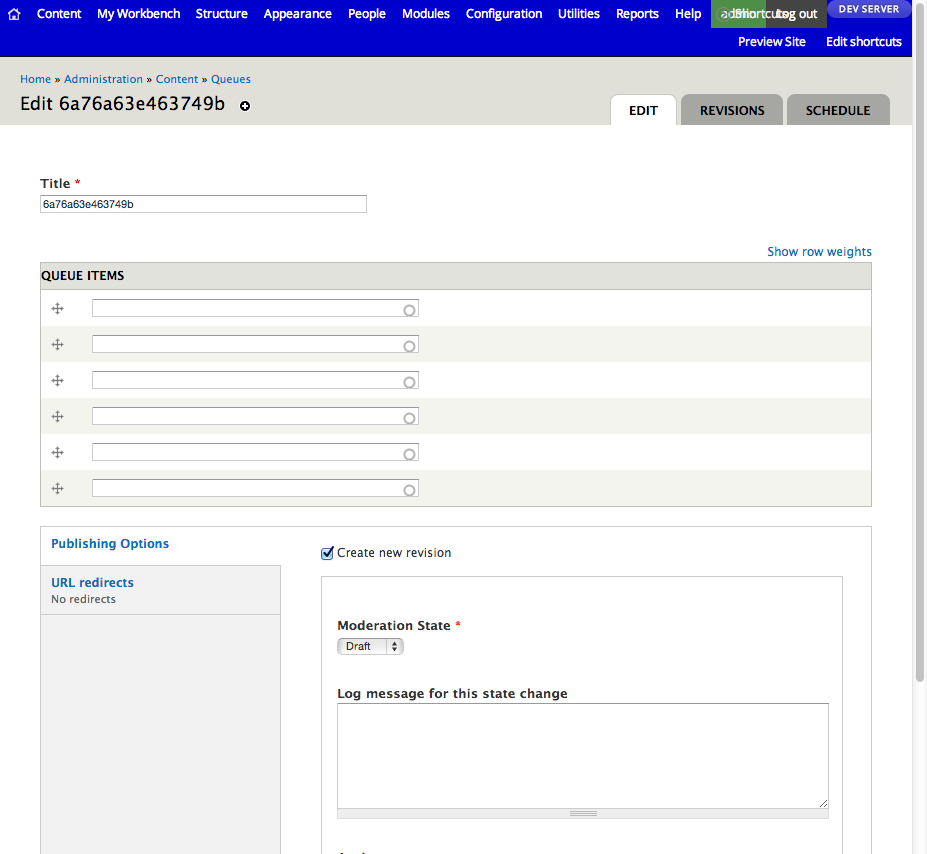 Content My Workbench Structure Appearance People Modules Configuration Utilities Reports Help Shortcuts Log out DEV SERVER
Preview Site Edit shortcuts
Home » Administration » Content » Queues
Edit 6a76a63e463749b
EDIT REVISIONS SCHEDULE
Title *
6a76a63e463749b
Show row weights
QUEUE ITEMS
Publishing Options
Create new revision
URL redirects
No redirects
Moderation State *
Draft
Log message for this state change